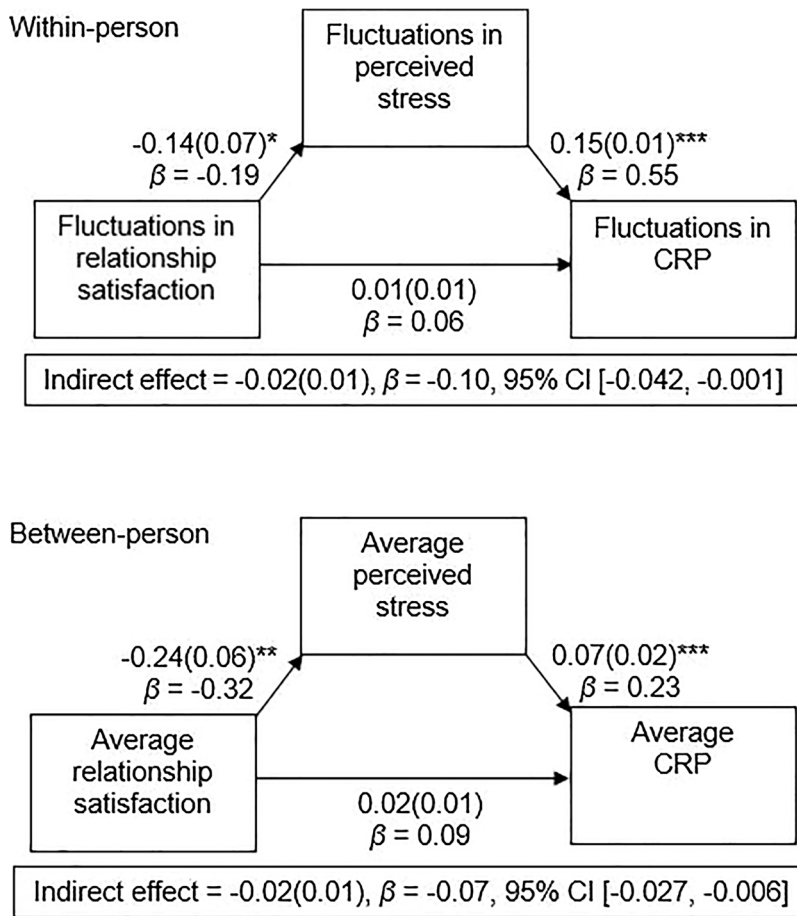 Within-person
Fluctuations in
perceived
stress
-0.14(0.07)*
β = -0.19
0.15(0.01)***
β = 0.55
Fluctuations in
relationship
satisfaction
0.01(0.01)
β = 0.06
Fluctuations in
CRP
Indirect effect = -0.02(0.01), β = -0.10, 95% CI [-0.042, -0.001]
Between-person
Average
perceived
stress
-0.24(0.06)**
β = -0.32
0.07(0.02)***
β = 0.23
Average
relationship
satisfaction
0.02(0.01)
β = 0.09
Average
CRP
Indirect effect = -0.02(0.01), β = -0.07, 95% CI [-0.027, -0.006]